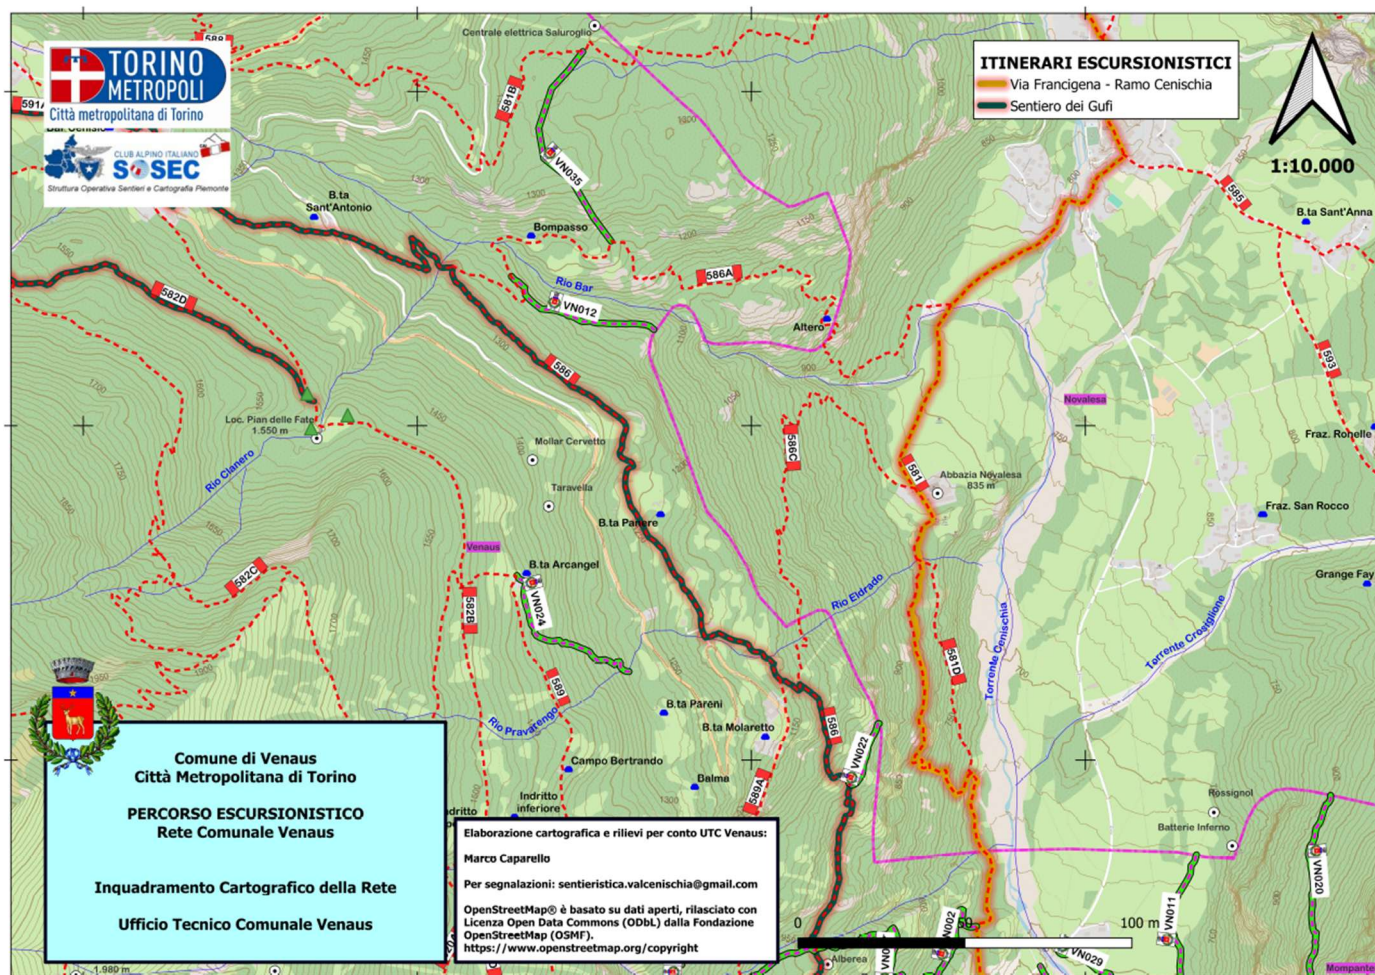 TORINO
METROPOLI
Città metropolitana di Torino
CLUB ALPINO ITALIANO
SOSEC
Struttura Operativa Sentieri e Cartografia Piemonte
ITINERARI ESCURSIONISTICI
Via Francigena - Ramo Cenischia
Sentiero dei Gufi
1:10.000
Centrale elettrica Saluroglio
588
591A
581B
VN035
B.ta
Sant'Antonio
Bompasso
586A
Rio Bar
VN012
Altero
585
B.ta Sant'Anna
593
582D
586
Loc. Pian delle Fate
1.550 m
Rio Clanero
Mollar Cervetto
Taravella
586C
581
Abbazia Novalesa
835 m
Novalesa
Fraz. Ronelle
Fraz. San Rocco
Grange Fay
B.ta Panere
Venaus
B.ta Arcangel
VN024
582C
582B
589
Rio Eldrado
581D
Torrente Cenischia
Torrente Crosiglione
Rio Pravarengo
B.ta Pareni
B.ta Molaretto
586
VN022
Campo Bertrando
Balma
589A
Indritto
inferiore
Rossignol
Batterie Inferno
VN020
VN011
VN002
VN029
Alberea
1.980 m
0
50
100 m
Comune di Venaus
Città Metropolitana di Torino
PERCORSO ESCURSIONISTICO
Rete Comunale Venaus
Inquadramento Cartografico della Rete
Ufficio Tecnico Comunale Venaus
Elaborazione cartografica e rilievi per conto UTC Venaus:
Marco Caparello
Per segnalazioni: sentieristica.valcenischia@gmail.com
OpenStreetMap® è basato su dati aperti, rilasciato con
Licenza Open Data Commons (ODbL) dalla Fondazione
OpenStreetMap (OSMF).
https://www.openstreetmap.org/copyright